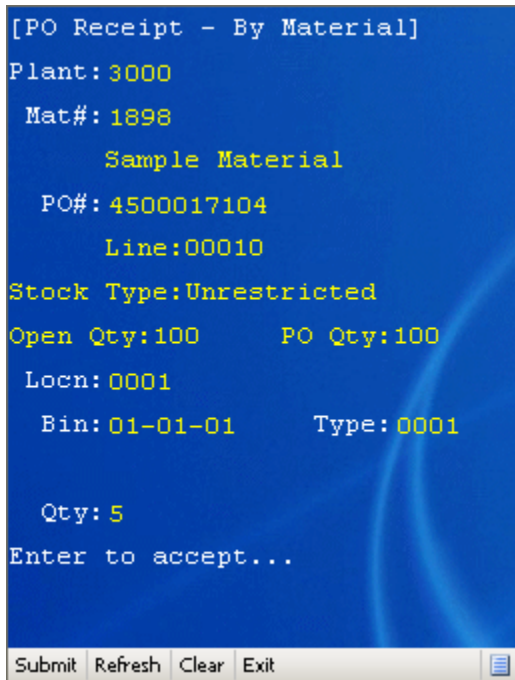 [PO Receipt - By Material]
Plant: 3000
Mat#: 1898
Sample Material
PO#: 4500017104
Line:00010
Stock Type:Unrestricted
Open Qty:100 PO Qty:100
Locn: 0001
Bin: 01-01-01 Type: 0001
Qty: 5
Enter to accept...
Submit Refresh Clear Exit